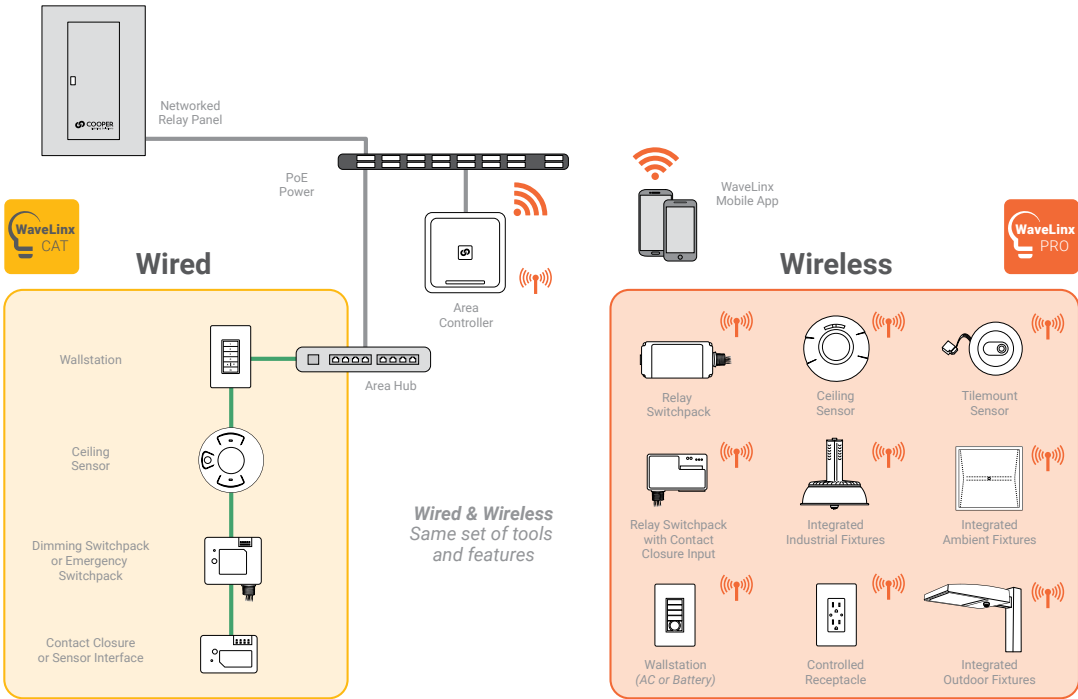 COOPER
Networked
Relay Panel
PoE
Power
WaveLinx
Mobile App
WaveLinx
CAT
Wired
Area
Controller
Wireless
WaveLinx
PRO
Wallstation
Area Hub
Ceiling
Sensor
Dimming Switchpack
or Emergency
Switchpack
Contact Closure
or Sensor Interface
Wired & Wireless
Same set of tools
and features
Relay
Switchpack
Ceiling
Sensor
Tilemount
Sensor
Relay Switchpack
with Contact
Closure Input
Integrated
Industrial Fixtures
Integrated
Ambient Fixtures
Wallstation
(AC or Battery)
Controlled
Receptacle
Integrated
Outdoor Fixtures